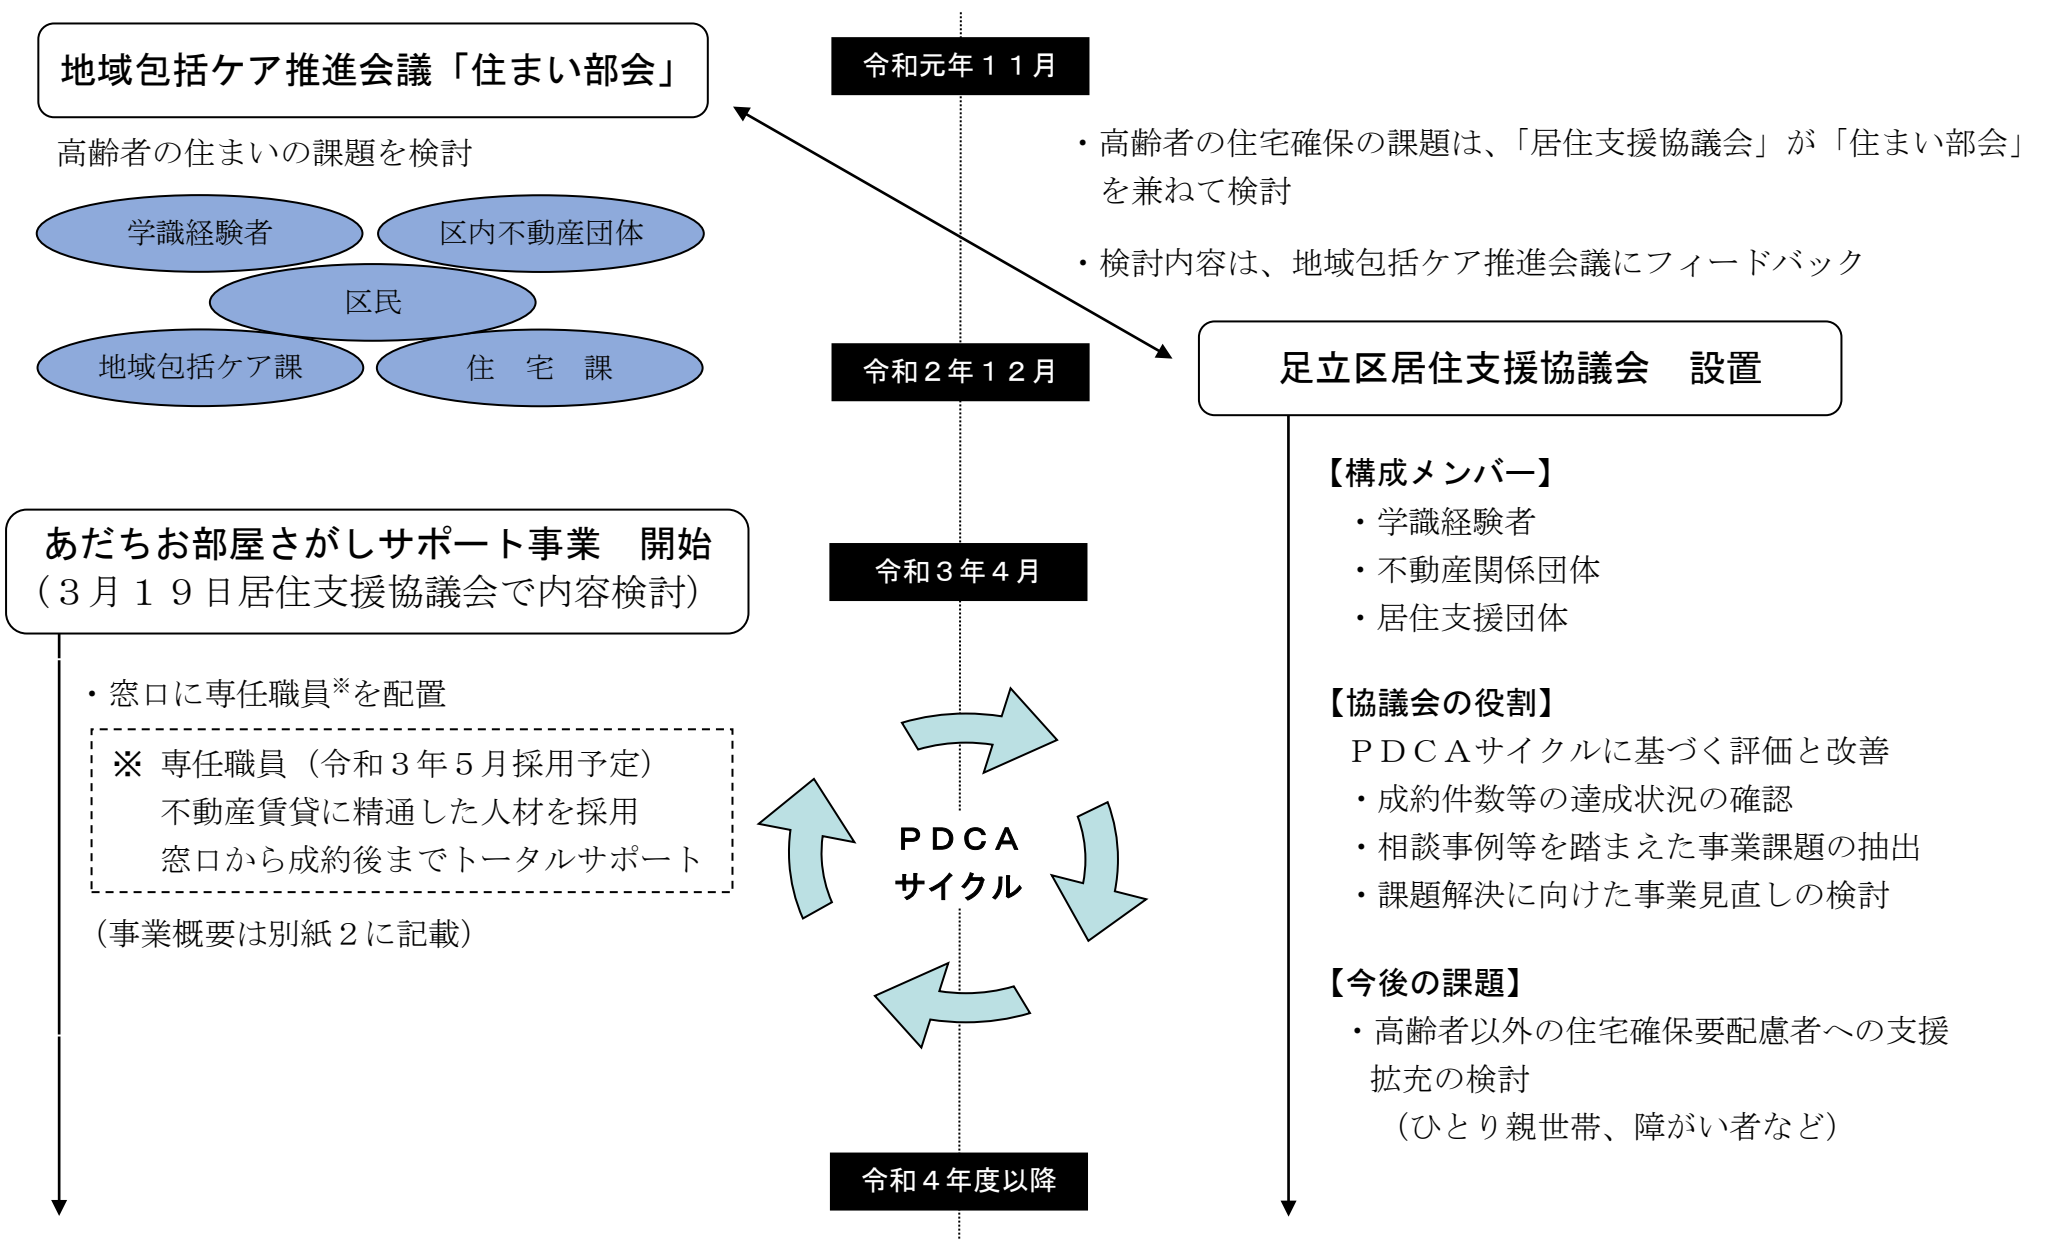 地域包括ケア推進会議「住まい部会」
高齢者の住まいの課題を検討
学識経験者
区内不動産団体
区民
地域包括ケア課
住　宅　課
令和元年１１月
・高齢者の住宅確保の課題は、「居住支援協議会」が「住まい部会」
を兼ねて検討
・検討内容は、地域包括ケア推進会議にフィードバック
令和２年１２月
足立区居住支援協議会　設置
【構成メンバー】
・学識経験者
・不動産関係団体
・居住支援団体
令和３年４月
あだちお部屋さがしサポート事業　開始
（３月１９日居住支援協議会で内容検討）
・窓口に専任職員※を配置
※ 専任職員（令和３年５月採用予定）
不動産賃貸に精通した人材を採用
窓口から成約後までトータルサポート
（事業概要は別紙２に記載）
ＰＤＣＡ
サイクル
【協議会の役割】
ＰＤＣＡサイクルに基づく評価と改善
・成約件数等の達成状況の確認
・相談事例等を踏まえた事業課題の抽出
・課題解決に向けた事業見直しの検討
【今後の課題】
・高齢者以外の住宅確保要配慮者への支援
拡充の検討
（ひとり親世帯、障がい者など）
令和４年度以降